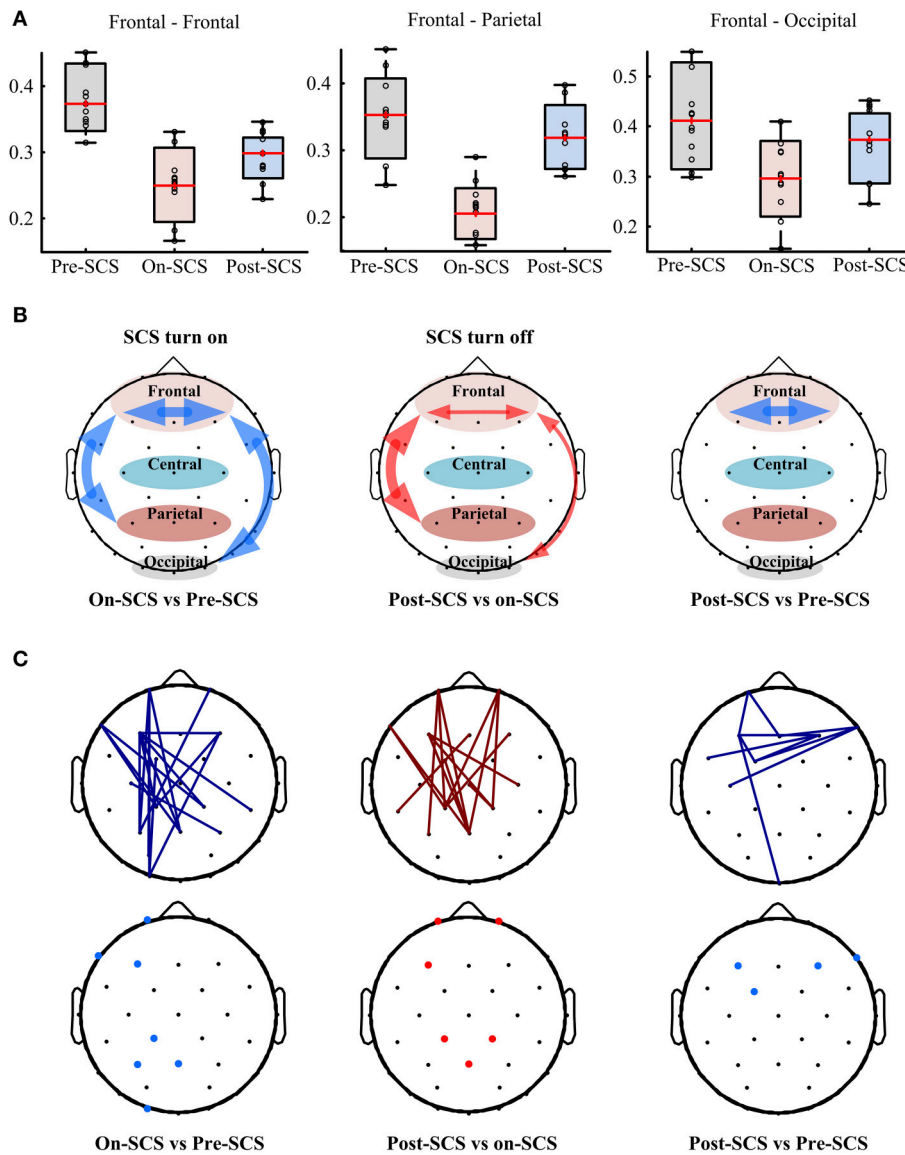 A
Frontal - Frontal
Frontal - Parietal
Frontal - Occipital
0.4
0.3
0.2
0.4
0.3
0.2
0.5
0.4
0.3
0.2
Pre-SCS On-SCS Post-SCS
Pre-SCS On-SCS Post-SCS
Pre-SCS On-SCS Post-SCS
B
SCS turn on
SCS turn off
Frontal
Central
Parietal
Occipital
Frontal
Central
Parietal
Occipital
Frontal
Central
Parietal
Occipital
On-SCS vs Pre-SCS
Post-SCS vs on-SCS
Post-SCS vs Pre-SCS
C
On-SCS vs Pre-SCS
Post-SCS vs on-SCS
Post-SCS vs Pre-SCS